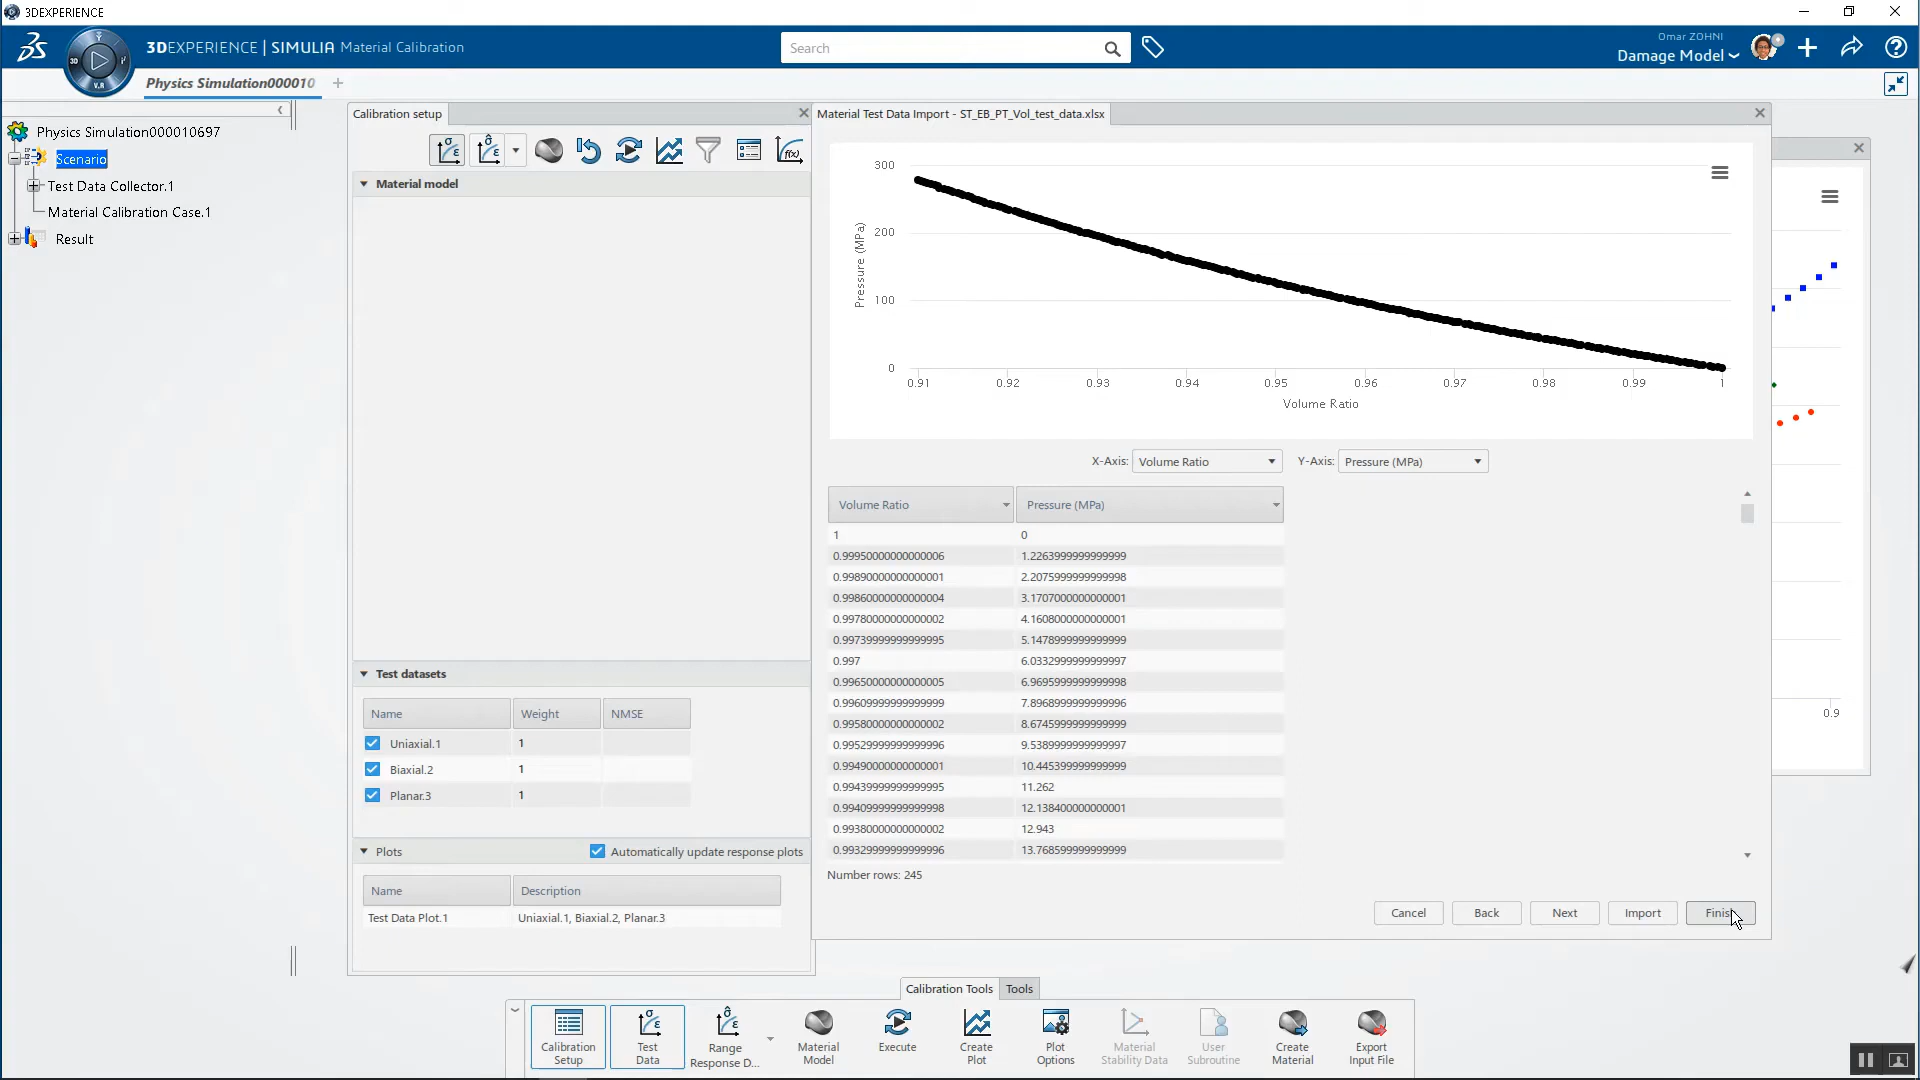 3DEXPERIENCE
3DEXPERIENCE | SIMULIA Material Calibration
Search
Omar ZOHNI
Damage Model
3D
V.R
Physics Simulation000010
Physics Simulation000010697
Scenario
Test Data Collector.1
Material Calibration Case.1
Result
Calibration setup
Material model
Test datasets
Name Weight NMSE
Uniaxial.1 1
Biaxial.2 1
Planar.3 1
Plots
Automatically update response plots
Name Description
Test Data Plot.1 Uniaxial.1, Biaxial.2, Planar.3
Material Test Data Import - ST_EB_PT_Vol_test_data.xlsx
300
200
100
0
Pressure (MPa)
0.91 0.92 0.93 0.94 0.95 0.96 0.97 0.98 0.99 1
Volume Ratio
X-Axis: Volume Ratio Y-Axis: Pressure (MPa)
Volume Ratio Pressure (MPa)
1 0
0.99950000000000006 1.2263999999999999
0.99890000000000001 2.2075999999999998
0.99860000000000004 3.1707000000000001
0.99780000000000002 4.1608000000000001
0.99739999999999995 5.1478999999999999
0.997 6.0332999999999997
0.99650000000000005 6.9695999999999998
0.99609999999999999 7.8968999999999996
0.99580000000000002 8.6745999999999999
0.99529999999999996 9.5389999999999997
0.99490000000000001 10.445399999999999
0.99439999999999995 11.262
0.99409999999999998 12.138400000000001
0.99380000000000002 12.943
0.99329999999999996 13.768599999999999
Number rows: 245
Cancel Back Next Import
0.9
Calibration Tools Tools
Calibration Setup
Test Data
Range Response D...
Material Model
Execute
Create Plot
Plot Options
Material Stability Data
User Subroutine
Create Material
Export Input File